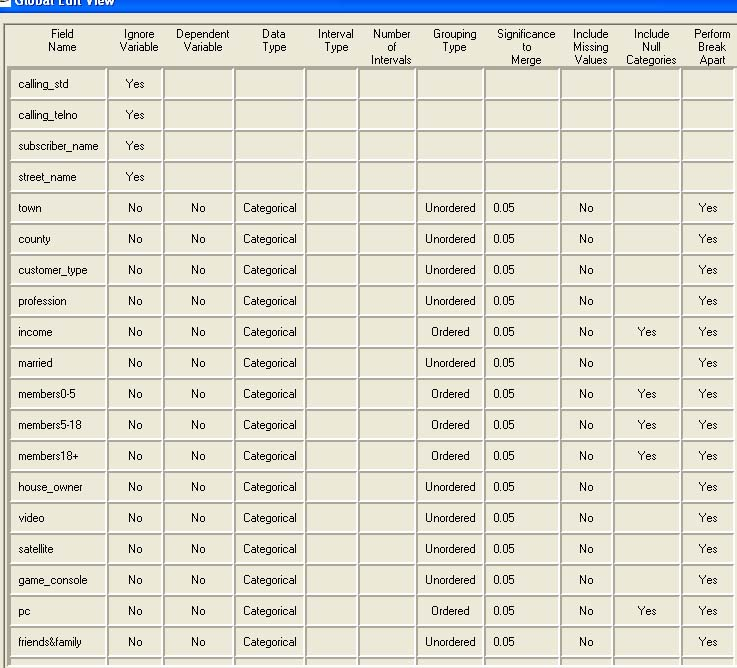 Global Edit View
Field Name Ignore Variable Dependent Variable Data Type Interval Type Number of Intervals Grouping Type Significance to Merge Include Missing Values Include Null Categories Perform Break Apart
calling_std Yes
calling_telno Yes
subscriber_name Yes
street_name Yes
town No No Categorical Unordered 0.05 No Yes
county No No Categorical Unordered 0.05 No Yes
customer_type No No Categorical Unordered 0.05 No Yes
profession No No Categorical Unordered 0.05 No Yes
income No No Categorical Ordered 0.05 No Yes Yes
married No No Categorical Unordered 0.05 No Yes
members0-5 No No Categorical Ordered 0.05 No Yes Yes
members5-18 No No Categorical Ordered 0.05 No Yes Yes
members18+ No No Categorical Ordered 0.05 No Yes Yes
house_owner No No Categorical Unordered 0.05 No Yes
video No No Categorical Unordered 0.05 No Yes
satellite No No Categorical Unordered 0.05 No Yes
game_console No No Categorical Unordered 0.05 No Yes
pc No No Categorical Ordered 0.05 No Yes Yes
friends&family No No Categorical Unordered 0.05 No Yes